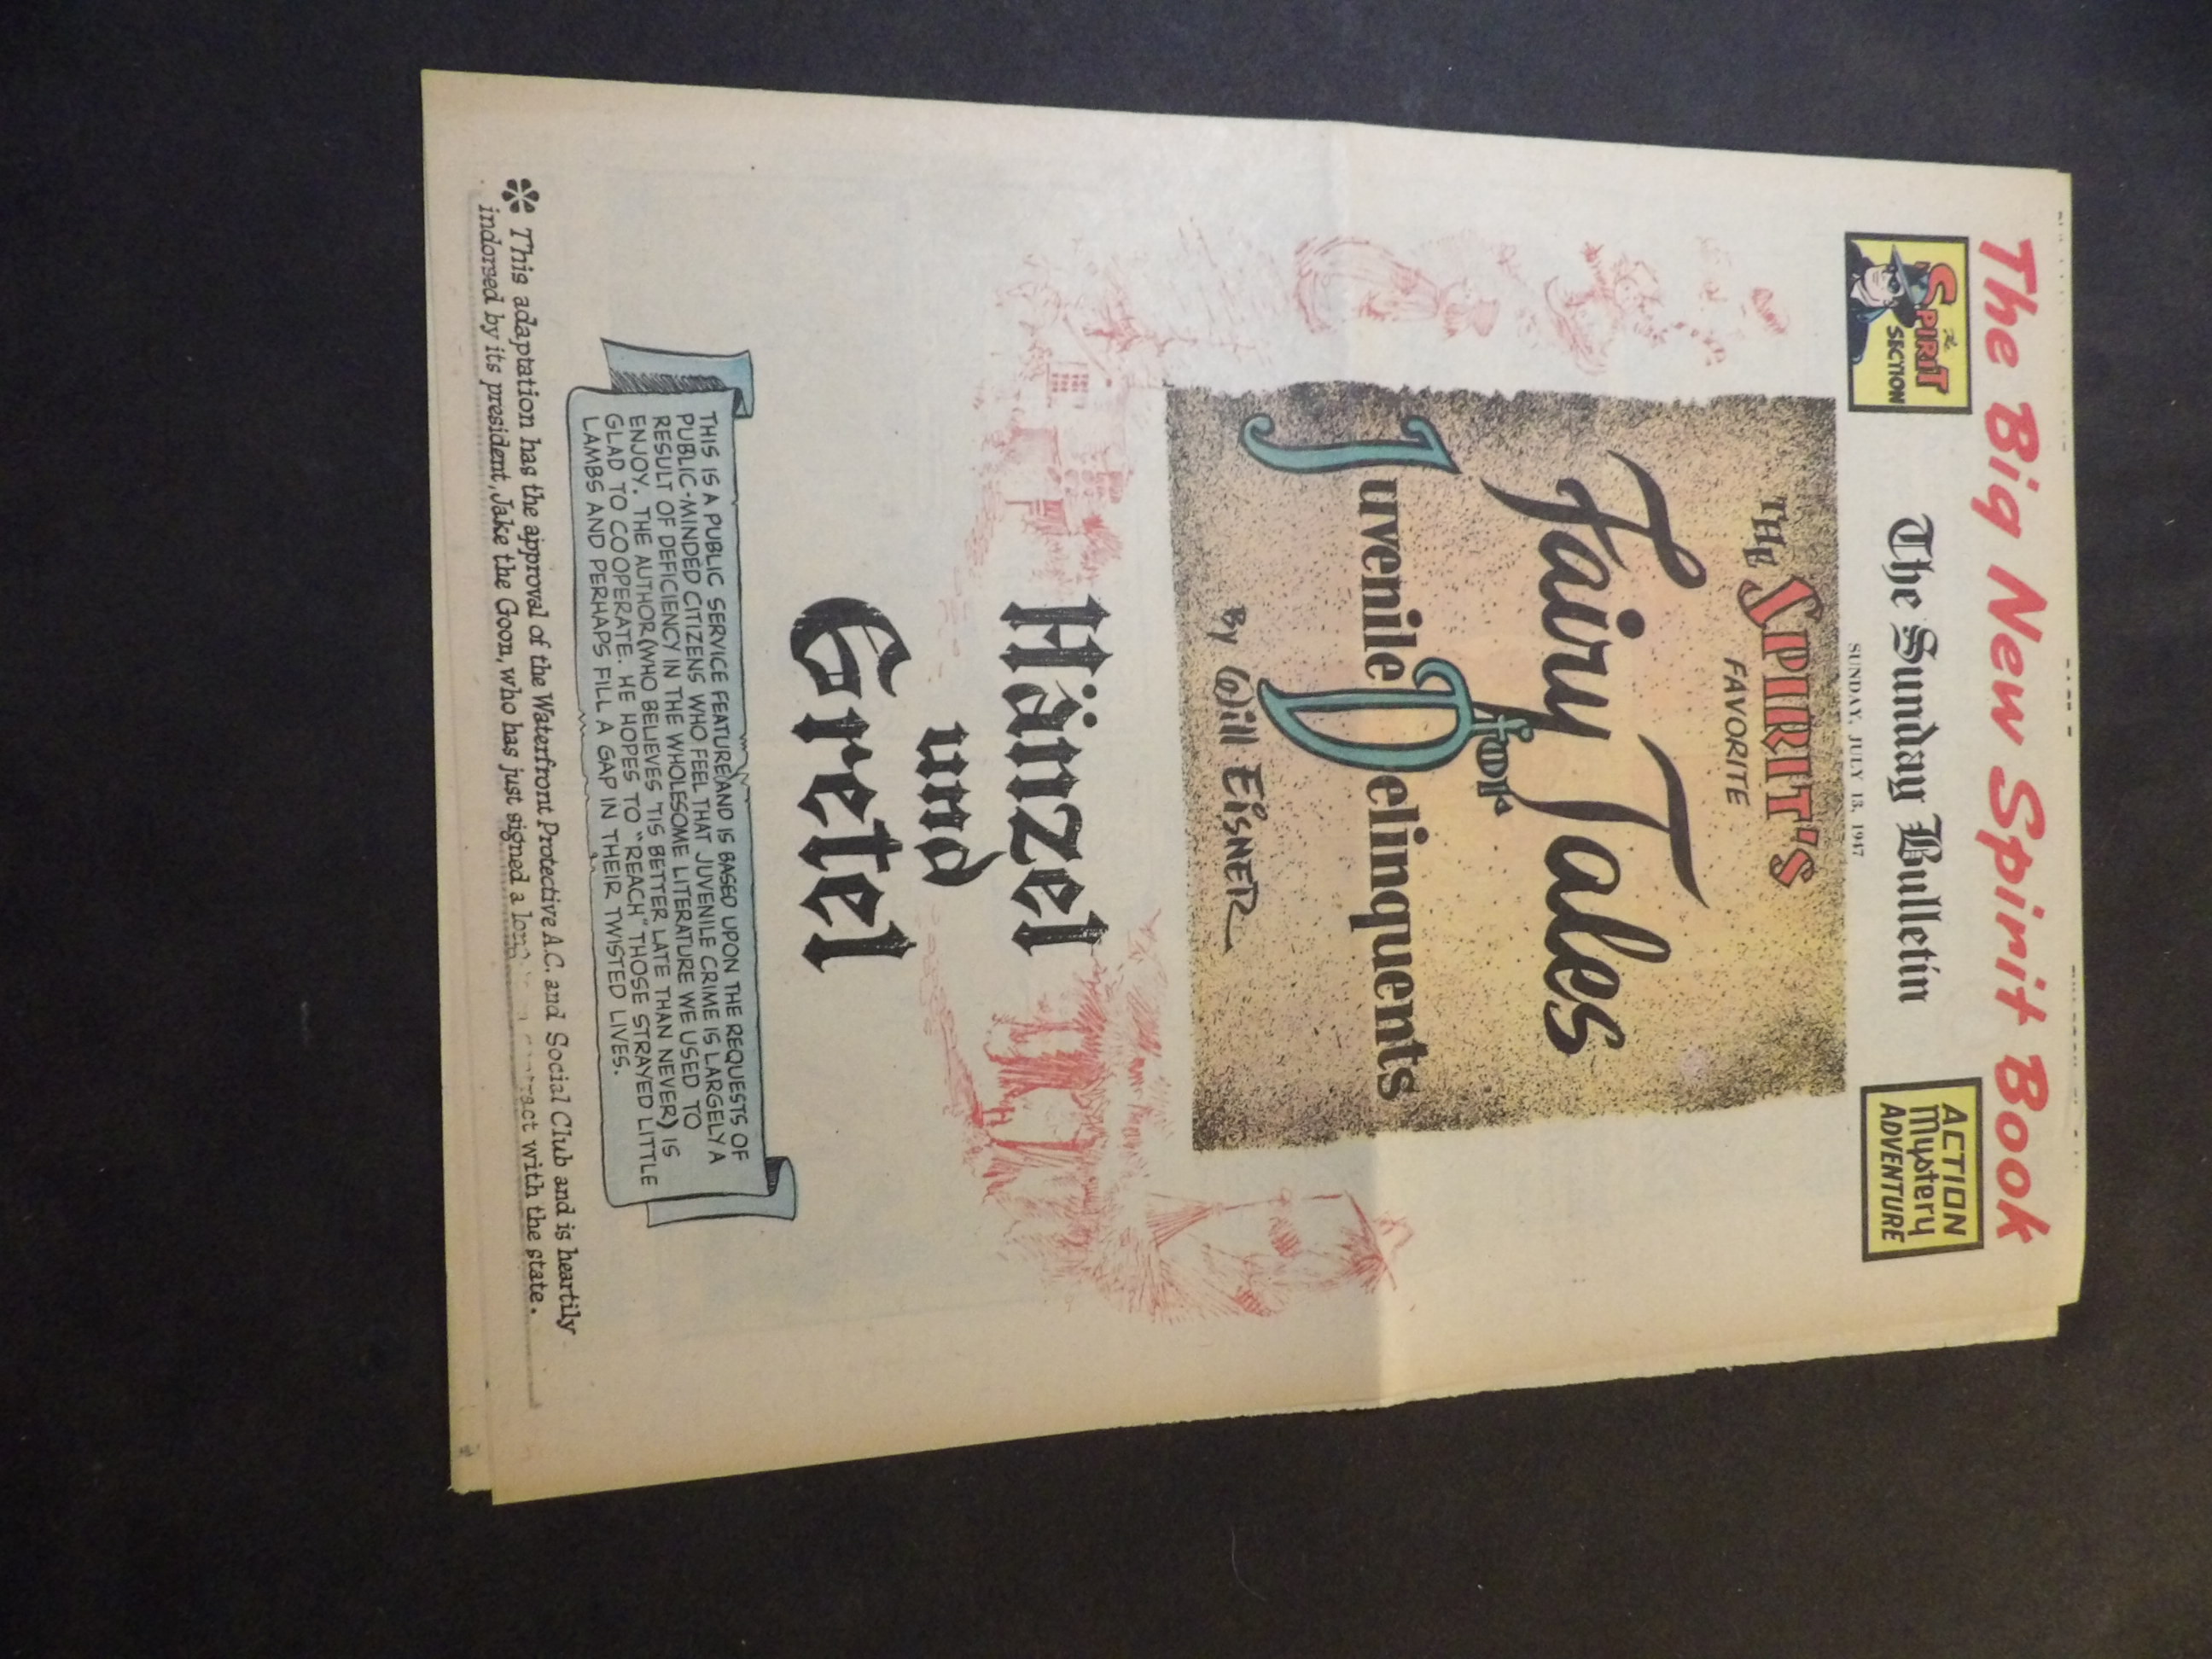 The Big New Spirit Book
The SPIRIT SECTION
The Sunday Bulletin
ACTION
Mystery
ADVENTURE
SUNDAY, JULY 13, 1947
THE SPIRIT'S
FAVORITE
Fairy Tales
for
Juvenile Delinquents
By Will Eisner
Hänzel
und
Gretel
THIS IS A PUBLIC SERVICE FEATURE AND IS BASED UPON THE REQUESTS OF
PUBLIC-MINDED CITIZENS WHO FEEL THAT JUVENILE CRIME IS LARGELY A
RESULT OF DEFICIENCY IN THE WHOLESOME LITERATURE WE USED TO
ENJOY. THE AUTHOR (WHO BELIEVES 'TIS BETTER LATE THAN NEVER) IS
GLAD TO COOPERATE. HE HOPES TO "REACH" THOSE STRAYED LITTLE
LAMBS AND PERHAPS FILL A GAP IN THEIR TWISTED LIVES.
* This adaptation has the approval of the Waterfront Protective A.C. and Social Club and is heartily
indorsed by its president, Jake the Goon, who has just signed a contract with the state.